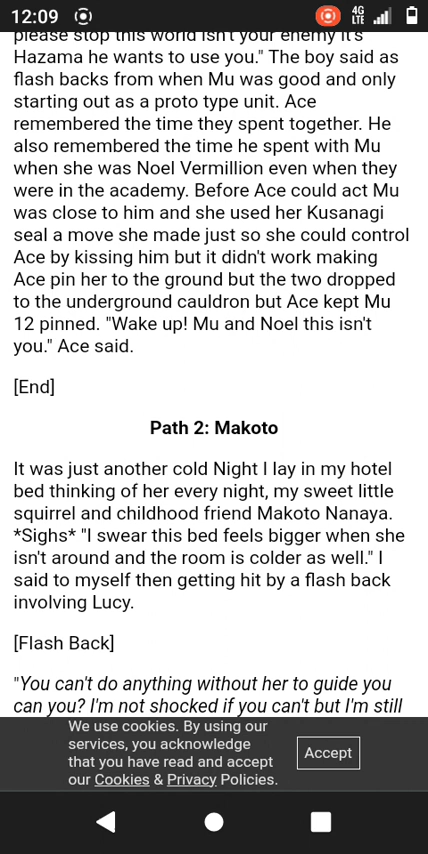 12:09
4G
LTE
please stop this world isn't your enemy it's
Hazama he wants to use you." The boy said as
flash backs from when Mu was good and only
starting out as a proto type unit. Ace
remembered the time they spent together. He
also remembered the time he spent with Mu
when she was Noel Vermillion even when they
were in the academy. Before Ace could act Mu
was close to him and she used her Kusanagi
seal a move she made just so she could control
Ace by kissing him but it didn't work making
Ace pin her to the ground but the two dropped
to the underground cauldron but Ace kept Mu
12 pinned. "Wake up! Mu and Noel this isn't
you." Ace said.
[End]
Path 2: Makoto
It was just another cold Night I lay in my hotel
bed thinking of her every night, my sweet little
squirrel and childhood friend Makoto Nanaya.
*Sighs* "I swear this bed feels bigger when she
isn't around and the room is colder as well." I
said to myself then getting hit by a flash back
involving Lucy.
[Flash Back]
"You can't do anything without her to guide you
can you? I'm not shocked if you can't but I'm still
We use cookies. By using our
services, you acknowledge
that you have read and accept
our Cookies & Privacy Policies.
Accept